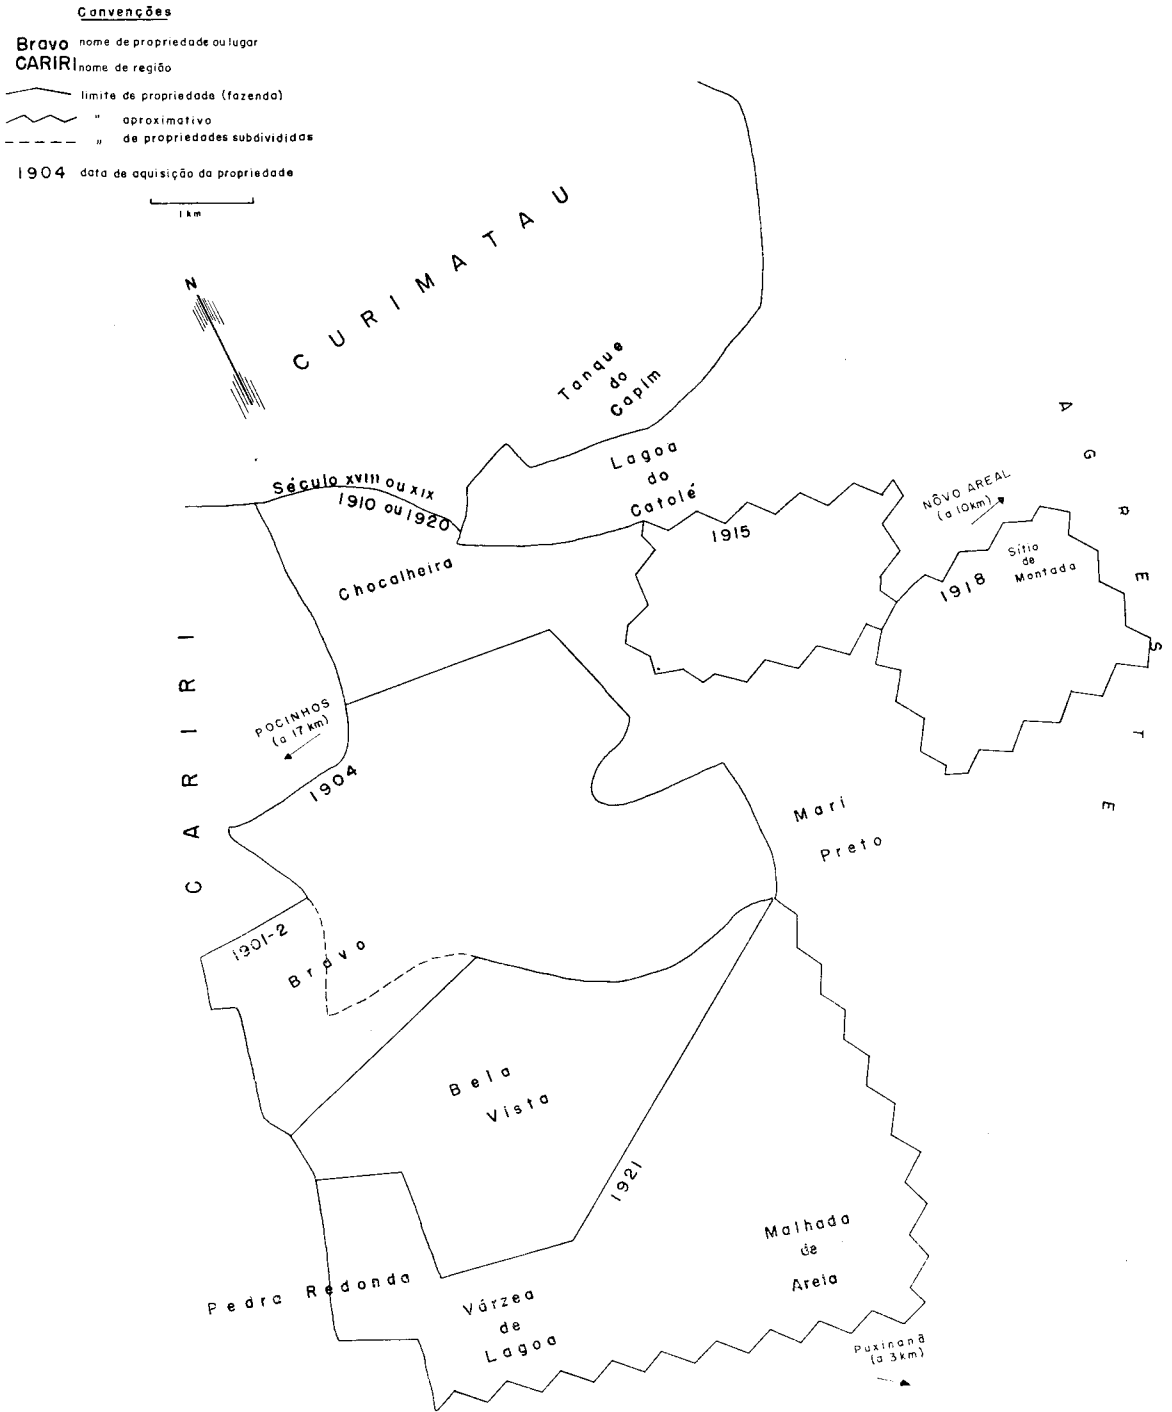 Convenções
Bravo nome de propriedade ou lugar
CARIRI nome de região
limite de propriedade (fazenda)
" aproximativo
" de propriedades subdivididas
1904 data de aquisição da propriedade
1 km
N
CURIMATAU
Tanque
do
Capim
Lagoa
do
Catolé
Século XVIII ou XIX
1910 ou 1920
Chocalheira
1915
NÔVO AREAL
(a 10km)
AGRESTE
1918
Sítio
de
Montada
CARIRI
POCINHOS
(a 17 km)
1904
Mari
Preto
1901-2
Bravo
Bela
Vista
1921
Malhada
de
Areia
Pedra Redonda
Várzea
de
Lagoa
Puxinanã
(a 3km)